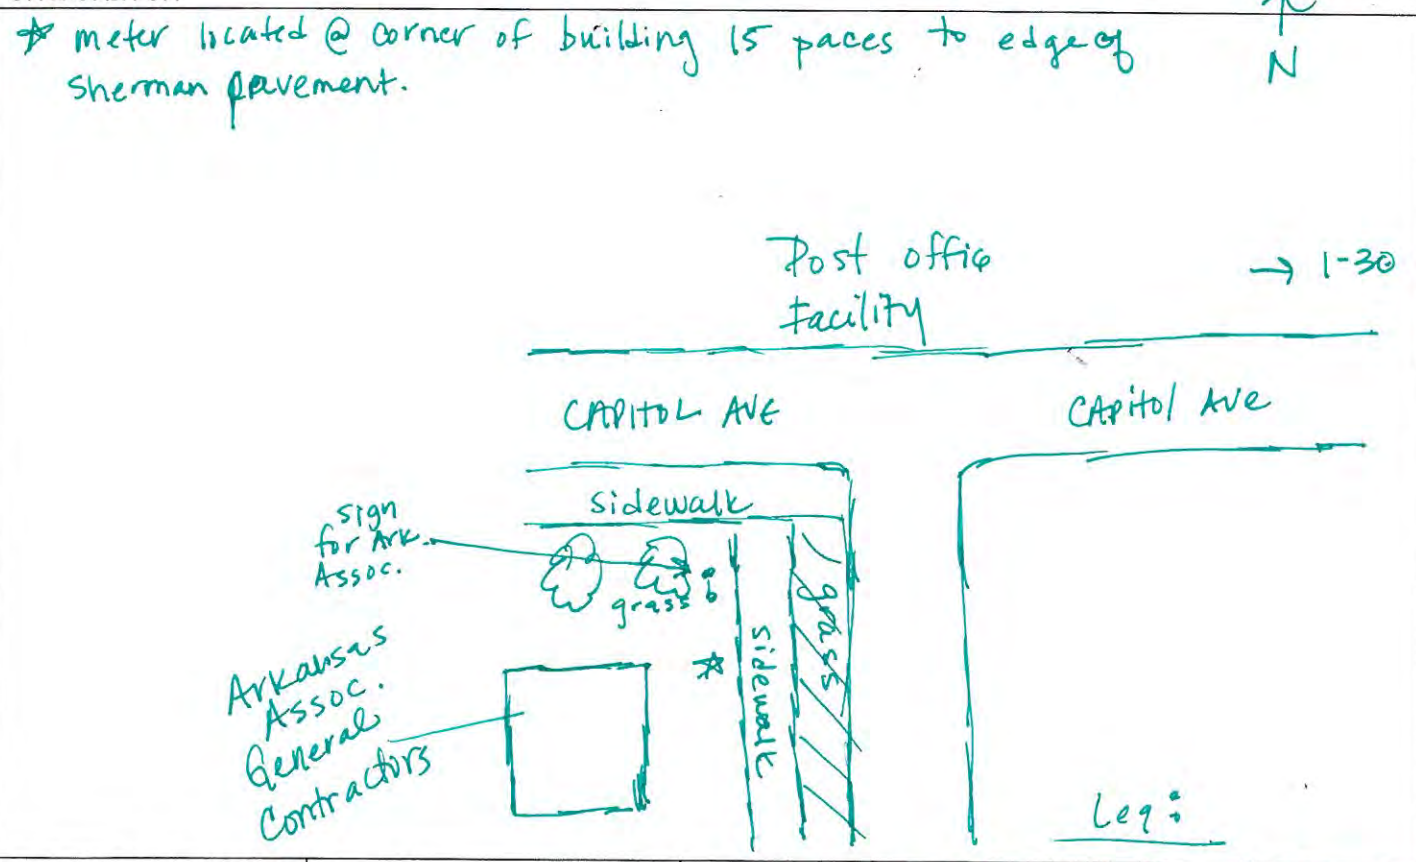 ☆ meter located @ corner of building 15 paces to edge of
Sherman pavement.
N
Post office
Facility
→ I-30
CAPITOL AVE
CAPitol AVe
Sidewalk
sign
for Ark.
Assoc.
grass
grass
sidewalk
Arkansas
Assoc.
General
Contractors
Leq: